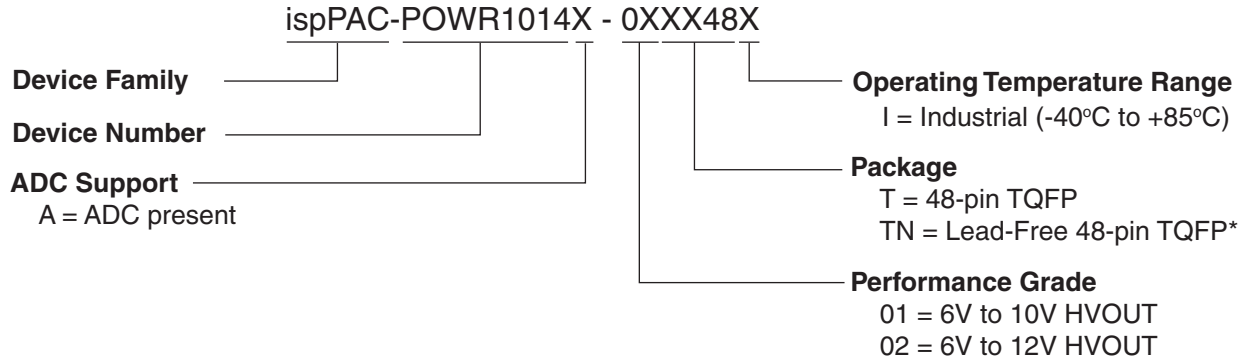 ispPAC-POWR1014X - 0XXX48X
Device Family
Device Number
ADC Support
A = ADC present
Operating Temperature Range
I = Industrial (-40°C to +85°C)
Package
T = 48-pin TQFP
TN = Lead-Free 48-pin TQFP*
Performance Grade
01 = 6V to 10V HVOUT
02 = 6V to 12V HVOUT